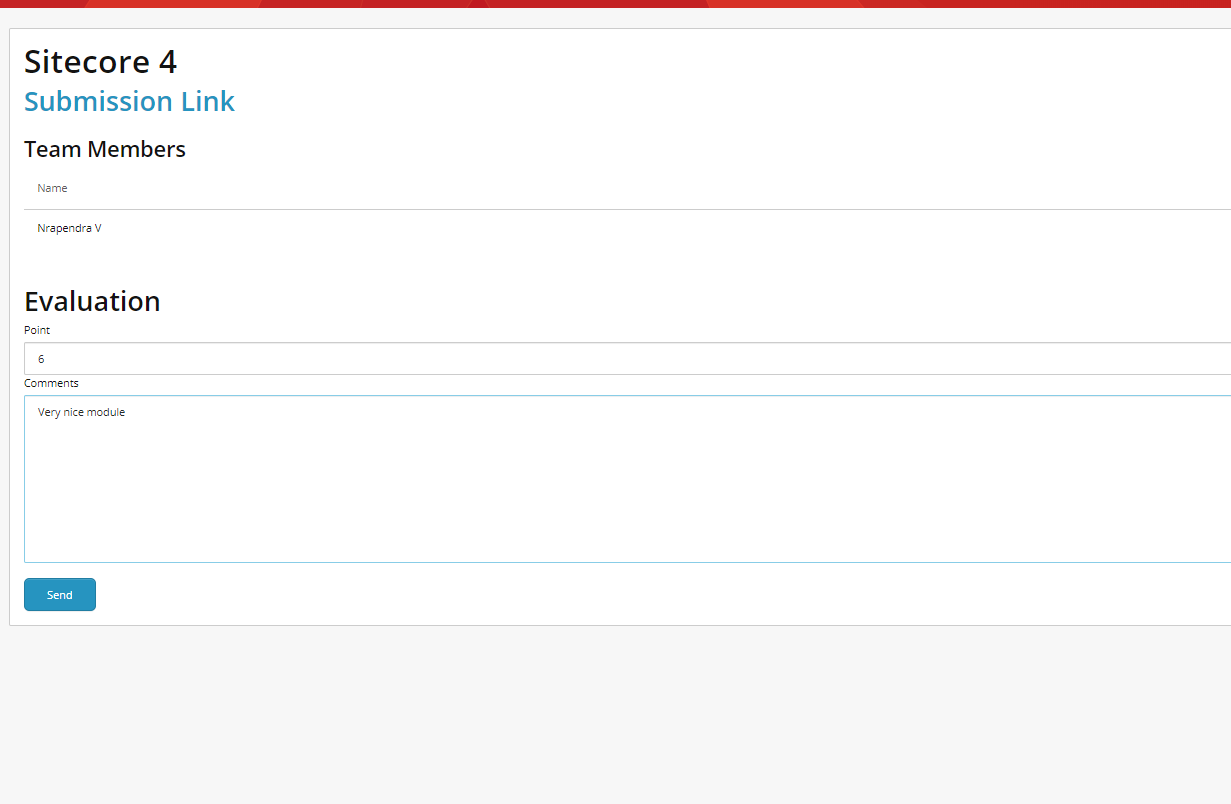 Sitecore 4
Submission Link
Team Members
Name
Nrapendra V
Evaluation
Point
6
Comments
Very nice module
Send